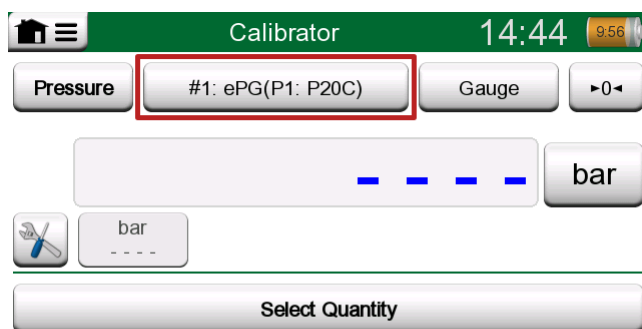 Calibrator 14:44 9:56
Pressure #1: ePG(P1: P20C) Gauge ►0◄
- - - - bar
bar
- - - -
Select Quantity